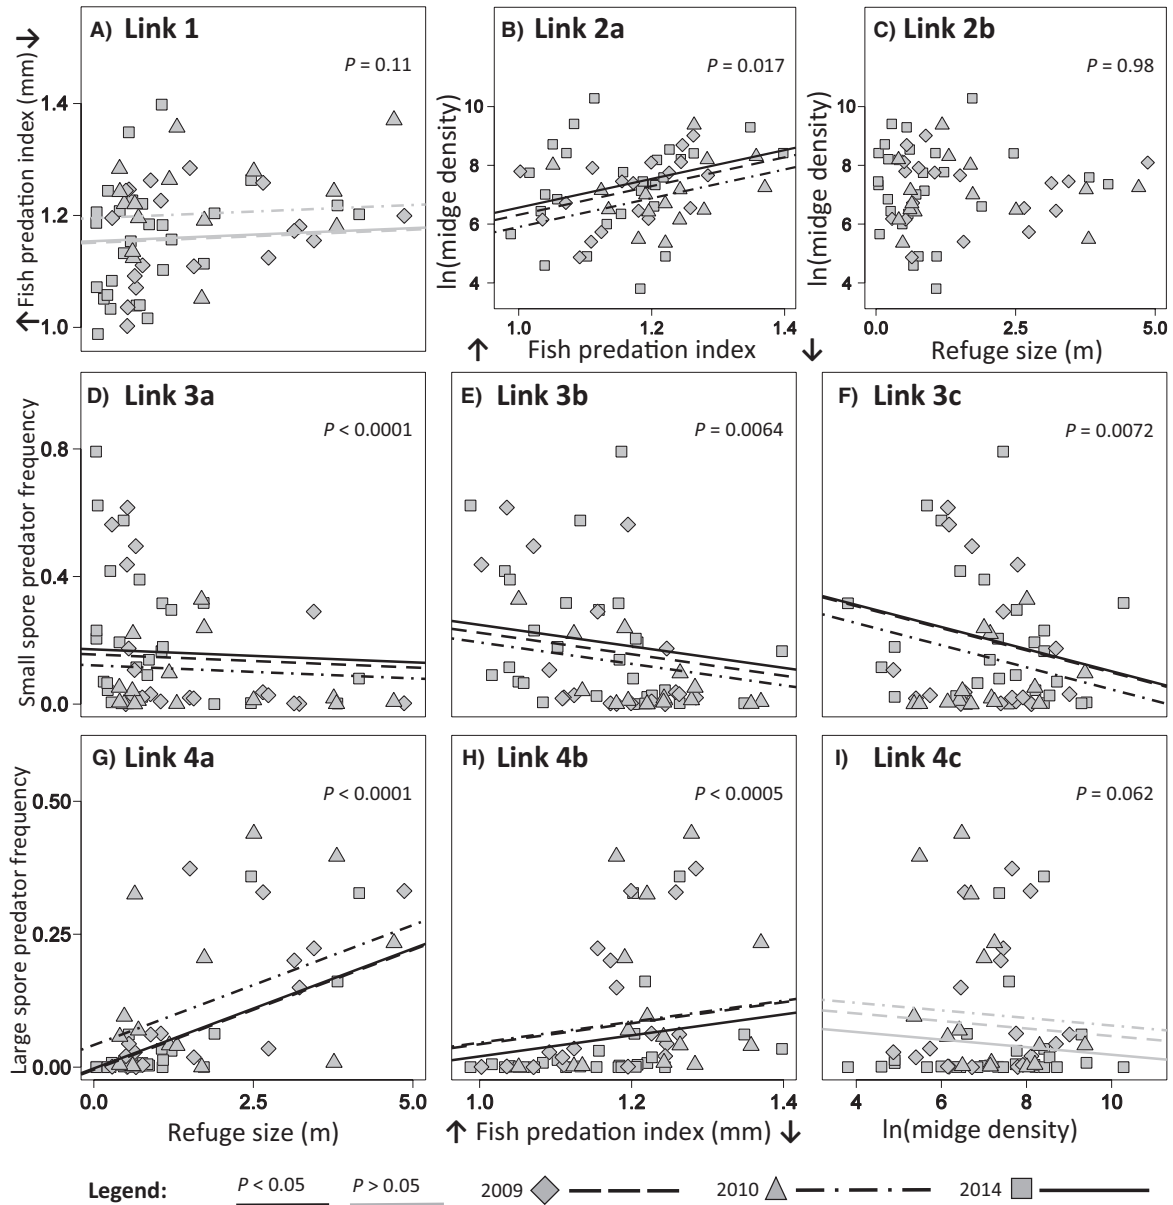 A) Link 1
P = 0.11
↑ Fish predation index (mm) ↓
1.4
1.2
1.0
B) Link 2a
P = 0.017
ln(midge density)
10
8
6
4
1.0 1.2 1.4
↑ Fish predation index ↓
C) Link 2b
P = 0.98
ln(midge density)
10
8
6
4
0.0 2.5 5.0
Refuge size (m)
D) Link 3a
P < 0.0001
Small spore predator frequency
0.8
0.4
0.0
E) Link 3b
P = 0.0064
F) Link 3c
P = 0.0072
G) Link 4a
P < 0.0001
Large spore predator frequency
0.50
0.25
0.00
0.0 2.5 5.0
Refuge size (m)
H) Link 4b
P < 0.0005
1.0 1.2 1.4
↑ Fish predation index (mm) ↓
I) Link 4c
P = 0.062
4 6 8 10
ln(midge density)
Legend: P < 0.05 P > 0.05 2009 2010 2014